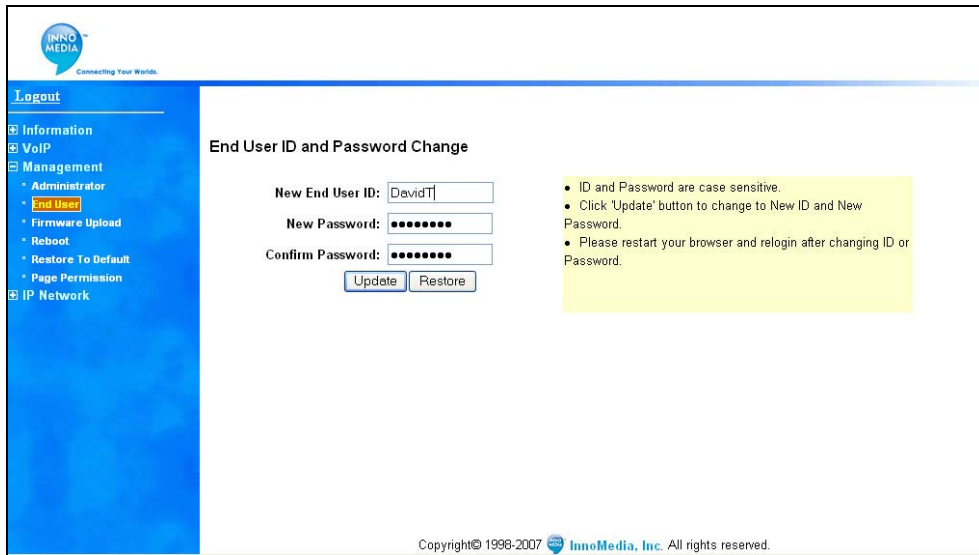 INNO
MEDIA
TM
Connecting Your Worlds.
Logout
Information
VoIP
Management
Administrator
End User
Firmware Upload
Reboot
Restore To Default
Page Permission
IP Network
End User ID and Password Change
New End User ID: DavidT
New Password: ●●●●●●●●
Confirm Password: ●●●●●●●●
Update Restore
• ID and Password are case sensitive.
• Click 'Update' button to change to New ID and New
Password.
• Please restart your browser and relogin after changing ID or
Password.
Copyright© 1998-2007 InnoMedia, Inc. All rights reserved.